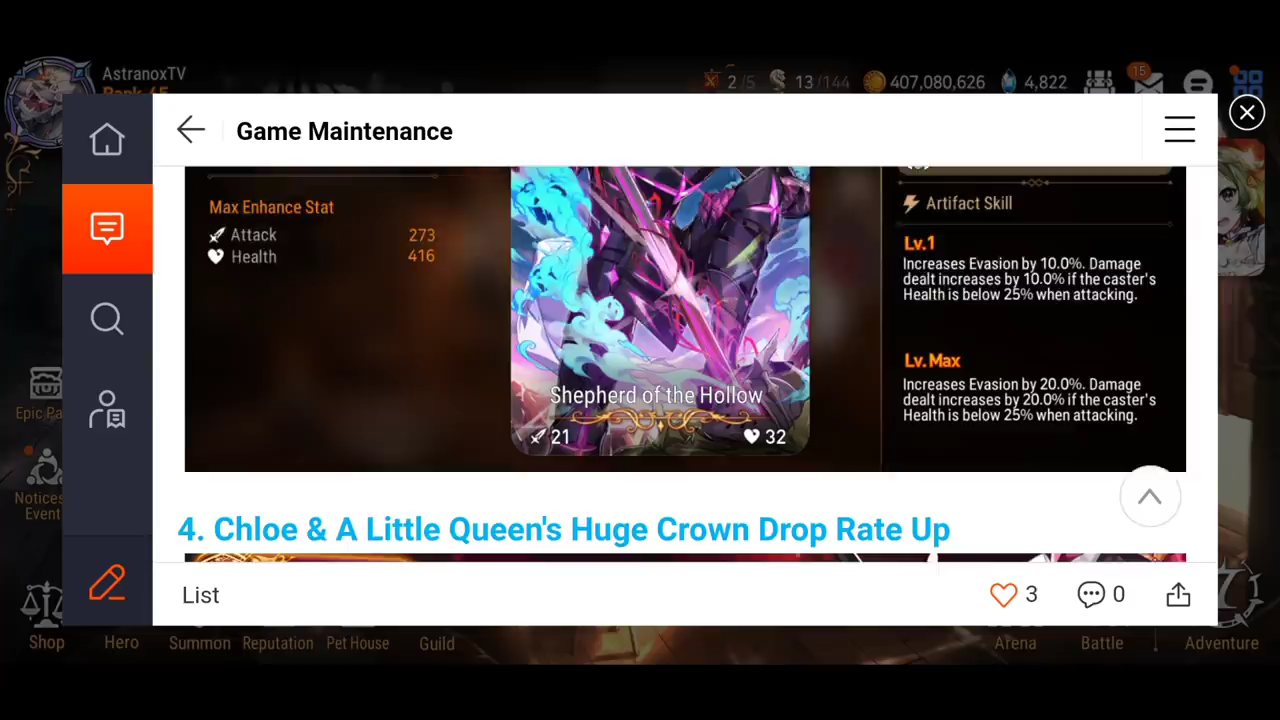 AstranoxTV
2/5
13/144
407,080,626
4,822
15
Game Maintenance
Max Enhance Stat
Attack 273
Health 416
Shepherd of the Hollow
21 32
Artifact Skill
Lv.1
Increases Evasion by 10.0%. Damage
dealt increases by 10.0% if the caster's
Health is below 25% when attacking.
Lv.Max
Increases Evasion by 20.0%. Damage
dealt increases by 20.0% if the caster's
Health is below 25% when attacking.
4. Chloe & A Little Queen's Huge Crown Drop Rate Up
List
3
0
Epic Pa
Notices
Event
Shop
Hero
Summon
Reputation
Pet House
Guild
Arena
Battle
Adventure